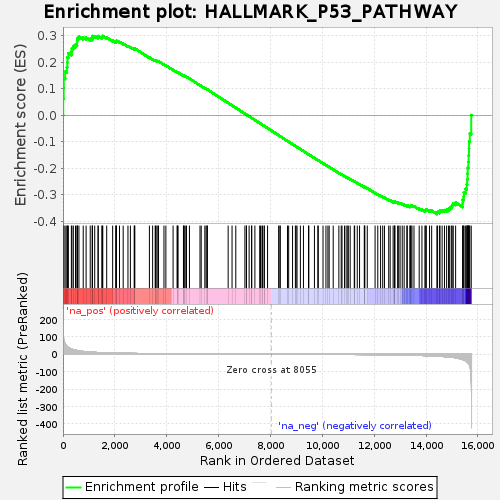 Enrichment plot: HALLMARK_P53_PATHWAY
Enrichment score (ES)
0.3
0.2
0.1
0.0
-0.1
-0.2
-0.3
-0.4
'na_pos' (positively correlated)
Ranked list metric (PreRanked)
200
100
0
-100
-200
-300
-400
Zero cross at 8055
'na_neg' (negatively correlated)
0
2,000
4,000
6,000
8,000
10,000
12,000
14,000
16,000
Rank in Ordered Dataset
Enrichment profile
Hits
Ranking metric scores